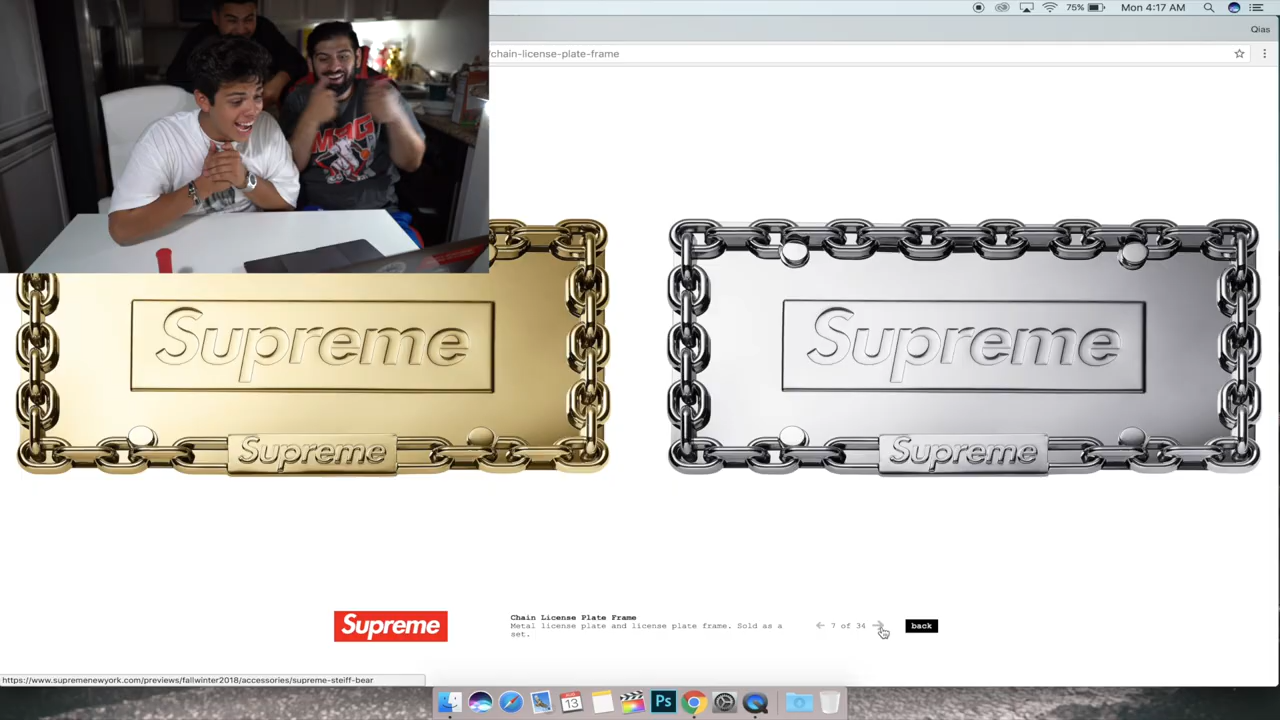 75%
Mon 4:17 AM
Qias
chain-license-plate-frame
Supreme
Supreme
Supreme
Supreme
Supreme
Chain License Plate Frame
Metal license plate and license plate frame. Sold as a
set.
7 of 34
back
https://www.supremenewyork.com/previews/fallwinter2018/accessories/supreme-steiff-bear
13
Ps